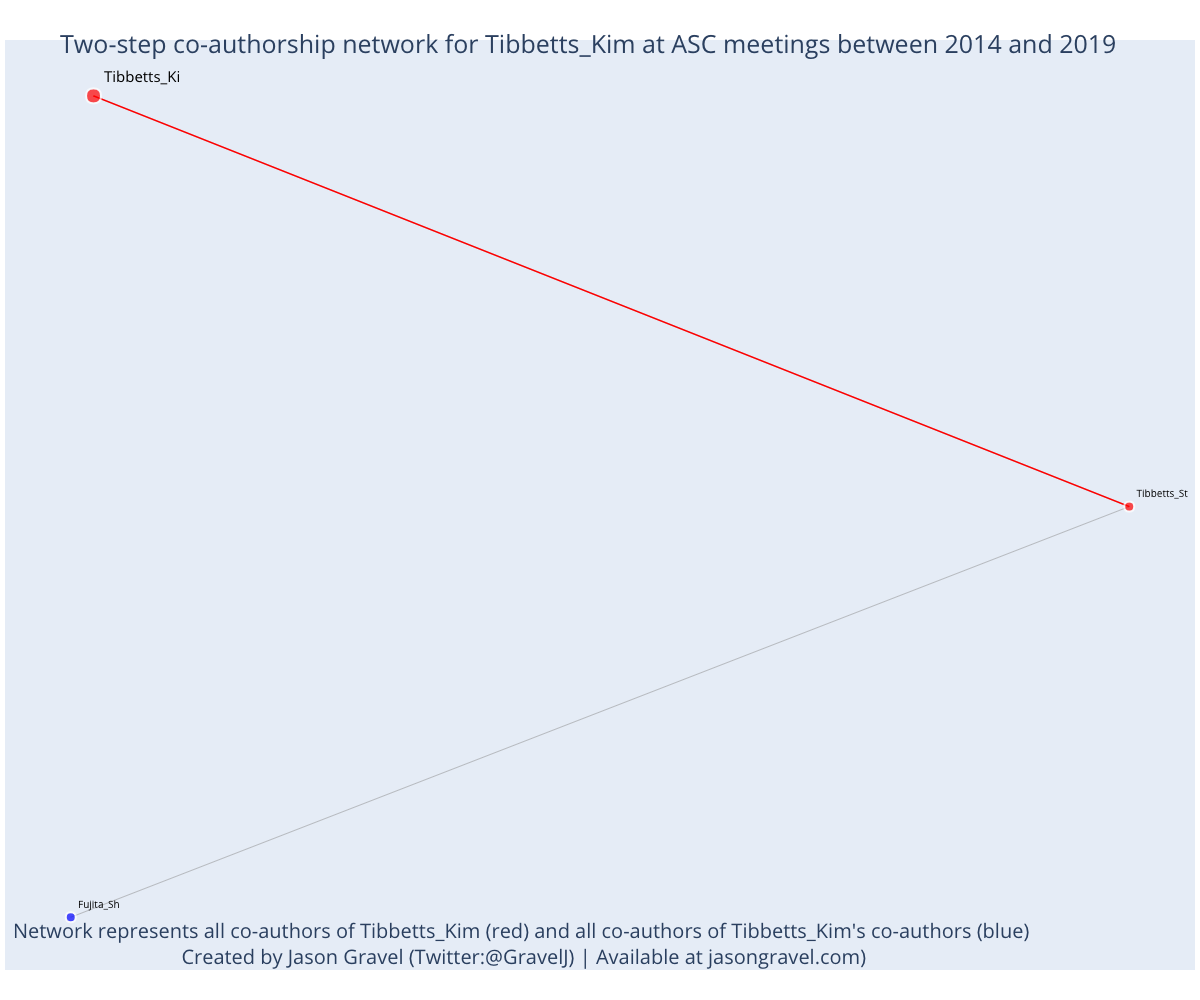 Two-step co-authorship network for Tibbetts_Kim at ASC meetings between 2014 and 2019
Tibbetts_Ki
Tibbetts_St
Fujita_Sh
Network represents all co-authors of Tibbetts_Kim (red) and all co-authors of Tibbetts_Kim's co-authors (blue)
Created by Jason Gravel (Twitter:@GravelJ) | Available at jasongravel.com)